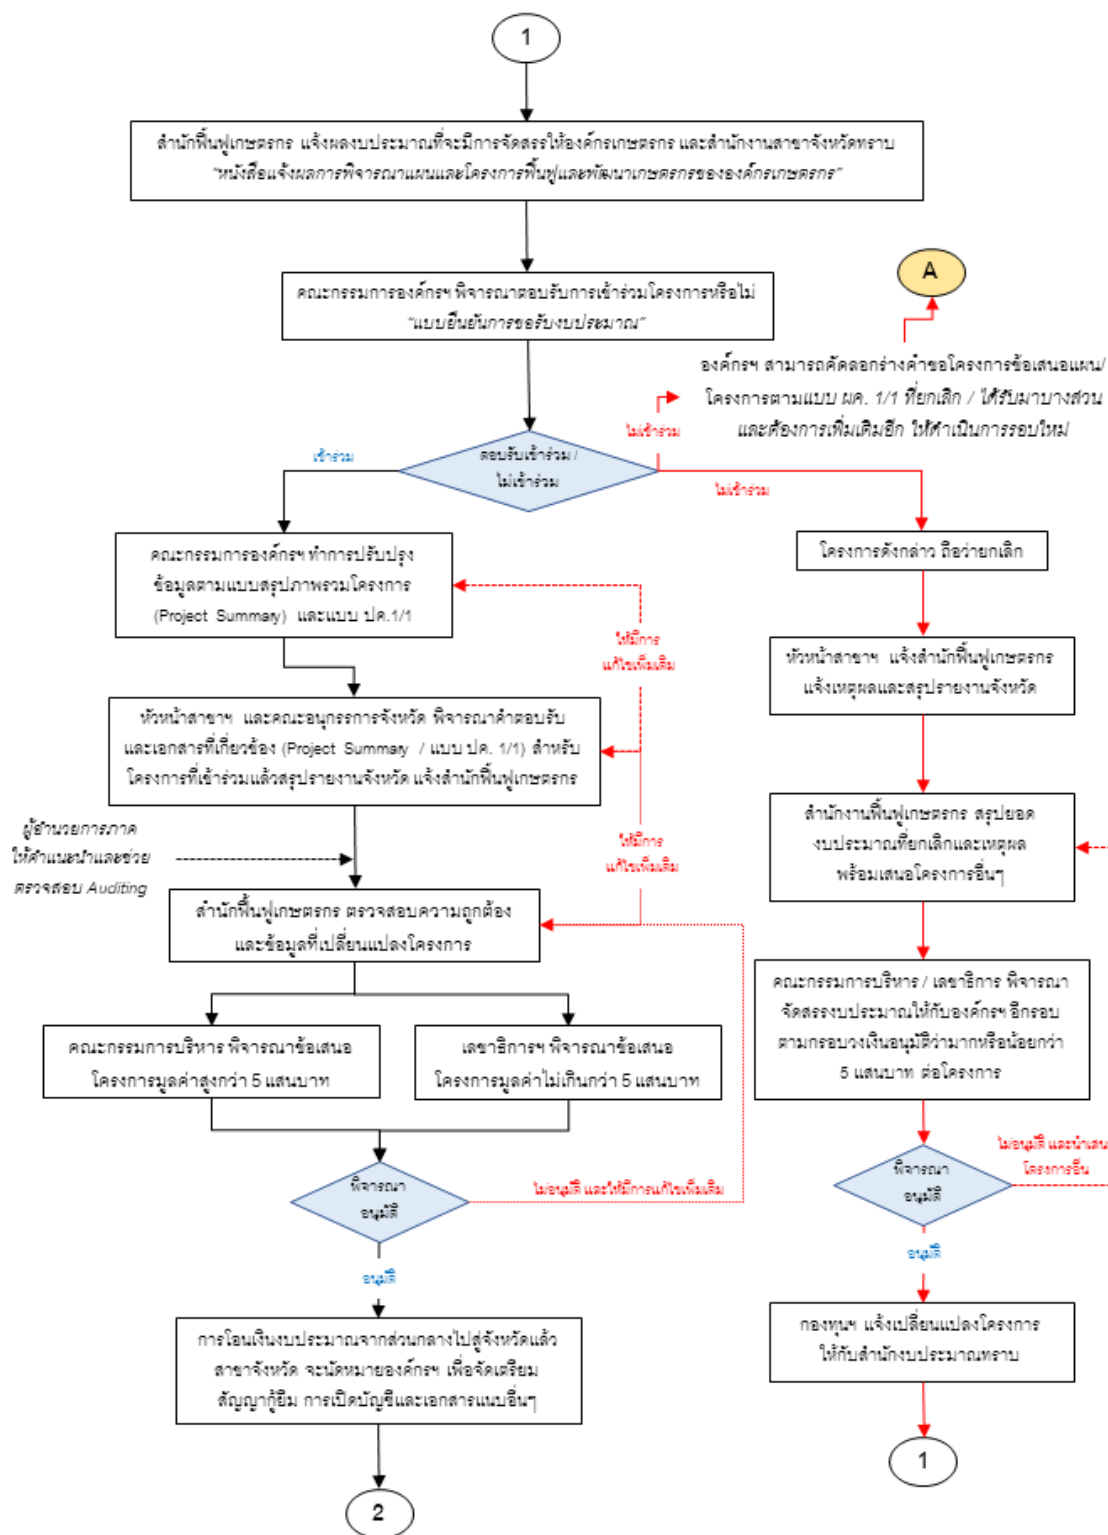 1
สำนักฟื้นฟูเกษตรกร แจ้งผลงบประมาณที่จะมีการจัดสรรให้องค์กรเกษตรกร และสำนักงานสาขาจังหวัดทราบ
"หนังสือแจ้งผลการพิจารณาแผนและโครงการฟื้นฟูและพัฒนาเกษตรกรขององค์กรเกษตรกร"
คณะกรรมการองค์กรฯ พิจารณาตอบรับการเข้าร่วมโครงการหรือไม่
"แบบยืนยันการขอรับงบประมาณ"
A
องค์กรฯ สามารถคัดลอกร่างคำขอโครงการข้อเสนอแผน/
โครงการตามแบบ ผค. 1/1 ที่ยกเลิก / ได้รับมาบางส่วน
และต้องการเพิ่มเติมอีก ให้ดำเนินการรอบใหม่
ไม่เข้าร่วม
ตอบรับเข้าร่วม /
ไม่เข้าร่วม
เข้าร่วม
ไม่เข้าร่วม
คณะกรรมการองค์กรฯ ทำการปรับปรุง
ข้อมูลตามแบบสรุปภาพรวมโครงการ
(Project Summary) และแบบ ปค.1/1
โครงการดังกล่าว ถือว่ายกเลิก
ให้มีการ
แก้ไขเพิ่มเติม
หัวหน้าสาขาฯ แจ้งสำนักฟื้นฟูเกษตรกร
แจ้งเหตุผลและสรุปรายงานจังหวัด
หัวหน้าสาขาฯ และคณะอนุกรรการจังหวัด พิจารณาคำตอบรับ
และเอกสารที่เกี่ยวข้อง (Project Summary / แบบ ปค. 1/1) สำหรับ
โครงการที่เข้าร่วมแล้วสรุปรายงานจังหวัด แจ้งสำนักฟื้นฟูเกษตรกร
ผู้อำนวยการภาค
ให้คำแนะนำและช่วย
ตรวจสอบ Auditing
ให้มีการ
แก้ไขเพิ่มเติม
สำนักงานฟื้นฟูเกษตรกร สรุปยอด
งบประมาณที่ยกเลิกและเหตุผล
พร้อมเสนอโครงการอื่นๆ
สำนักฟื้นฟูเกษตรกร ตรวจสอบความถูกต้อง
และข้อมูลที่เปลี่ยนแปลงโครงการ
คณะกรรมการบริหาร / เลขาธิการ พิจารณา
จัดสรรงบประมาณให้กับองค์กรฯ อีกรอบ
ตามกรอบวงเงินอนุมัติว่ามากหรือน้อยกว่า
5 แสนบาท ต่อโครงการ
คณะกรรมการบริหาร พิจารณาข้อเสนอ
โครงการมูลค่าสูงกว่า 5 แสนบาท
เลขาธิการฯ พิจารณาข้อเสนอ
โครงการมูลค่าไม่เกินกว่า 5 แสนบาท
พิจารณา
อนุมัติ
ไม่อนุมัติ และให้มีการแก้ไขเพิ่มเติม
พิจารณา
อนุมัติ
ไม่อนุมัติ และนำเสน
โครงการอื่น
อนุมัติ
อนุมัติ
การโอนเงินงบประมาณจากส่วนกลางไปสู่จังหวัดแล้ว
สาขาจังหวัด จะนัดหมายองค์กรฯ เพื่อจัดเตรียม
สัญญากู้ยืม การเปิดบัญชีและเอกสารแนบอื่นๆ
กองทุนฯ แจ้งเปลี่ยนแปลงโครงการ
ให้กับสำนักงบประมาณทราบ
1
2